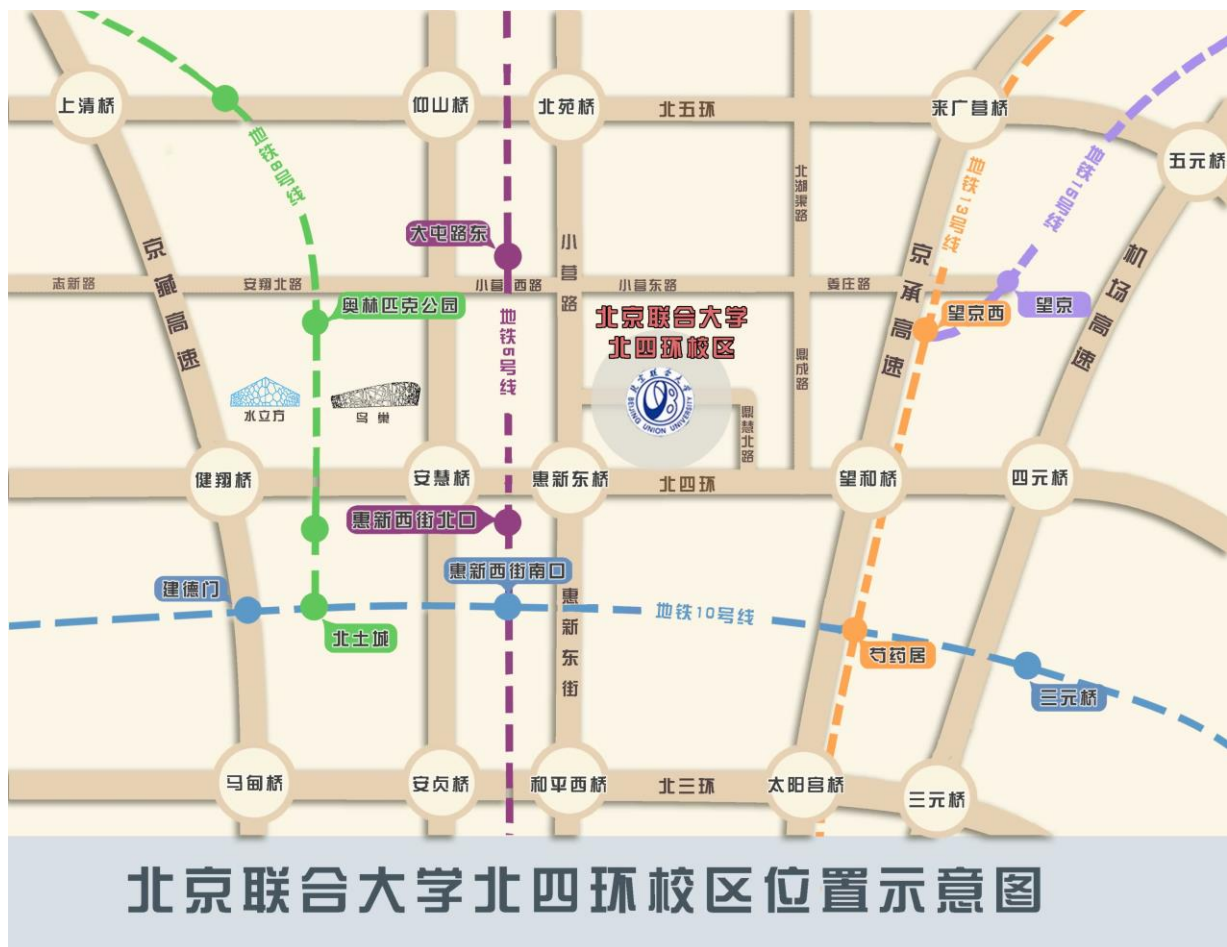 上清桥
仰山桥
北苑桥
北五环
来广营桥
五元桥
地铁8号线
北湖渠路
地铁13号线
地铁15号线
大屯路东
小营路
京藏高速
京承高速
机场高速
志新路
安翔北路
小营西路
小营东路
姜庄路
奥林匹克公园
地铁5号线
北京联合大学
北四环校区
望京西
望京
鼎成路
水立方
鸟巢
北京联合大学
BEIJING UNION UNIVERSITY
鼎慧北路
健翔桥
安慧桥
惠新东桥
北四环
望和桥
四元桥
惠新西街北口
惠新西街南口
建德门
惠新东街
地铁10号线
北土城
芍药居
三元桥
马甸桥
安贞桥
和平西桥
北三环
太阳宫桥
三元桥
北京联合大学北四环校区位置示意图